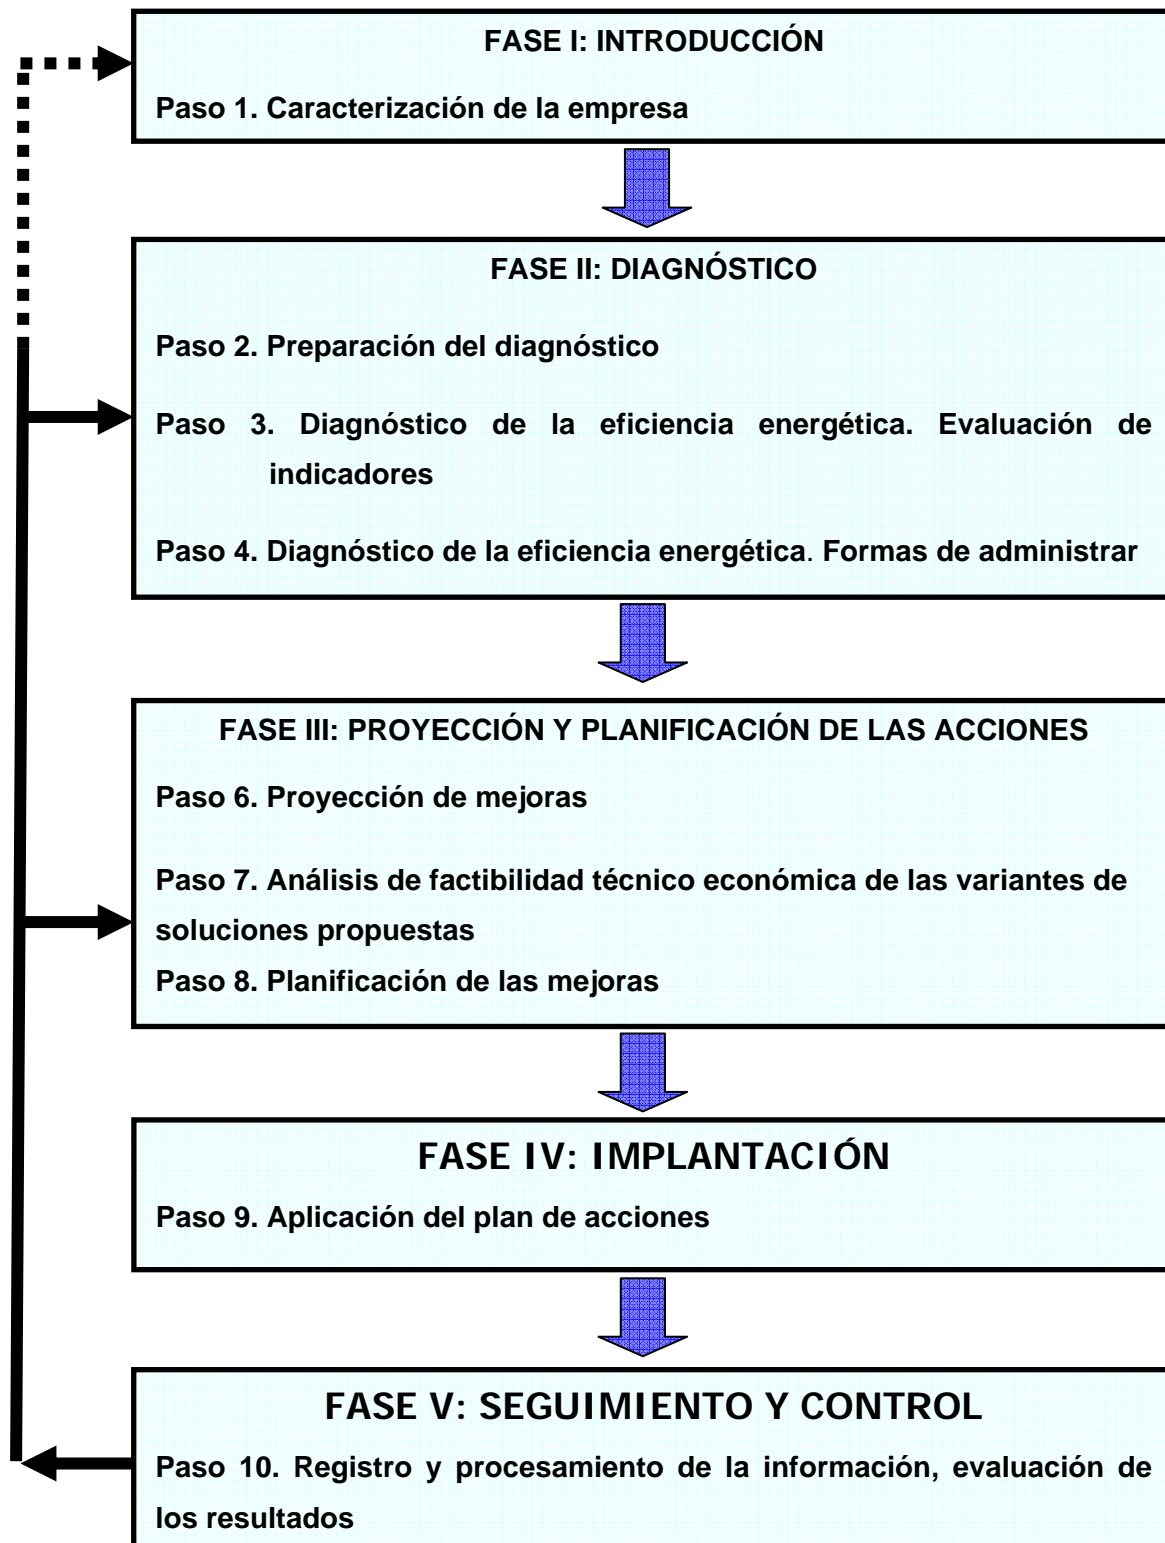 FASE I: INTRODUCCIÓN
Paso 1. Caracterización de la empresa
FASE II: DIAGNÓSTICO
Paso 2. Preparación del diagnóstico
Paso 3. Diagnóstico de la eficiencia energética. Evaluación de
indicadores
Paso 4. Diagnóstico de la eficiencia energética. Formas de administrar
FASE III: PROYECCIÓN Y PLANIFICACIÓN DE LAS ACCIONES
Paso 6. Proyección de mejoras
Paso 7. Análisis de factibilidad técnico económica de las variantes de
soluciones propuestas
Paso 8. Planificación de las mejoras
FASE IV: IMPLANTACIÓN
Paso 9. Aplicación del plan de acciones
FASE V: SEGUIMIENTO Y CONTROL
Paso 10. Registro y procesamiento de la información, evaluación de
los resultados